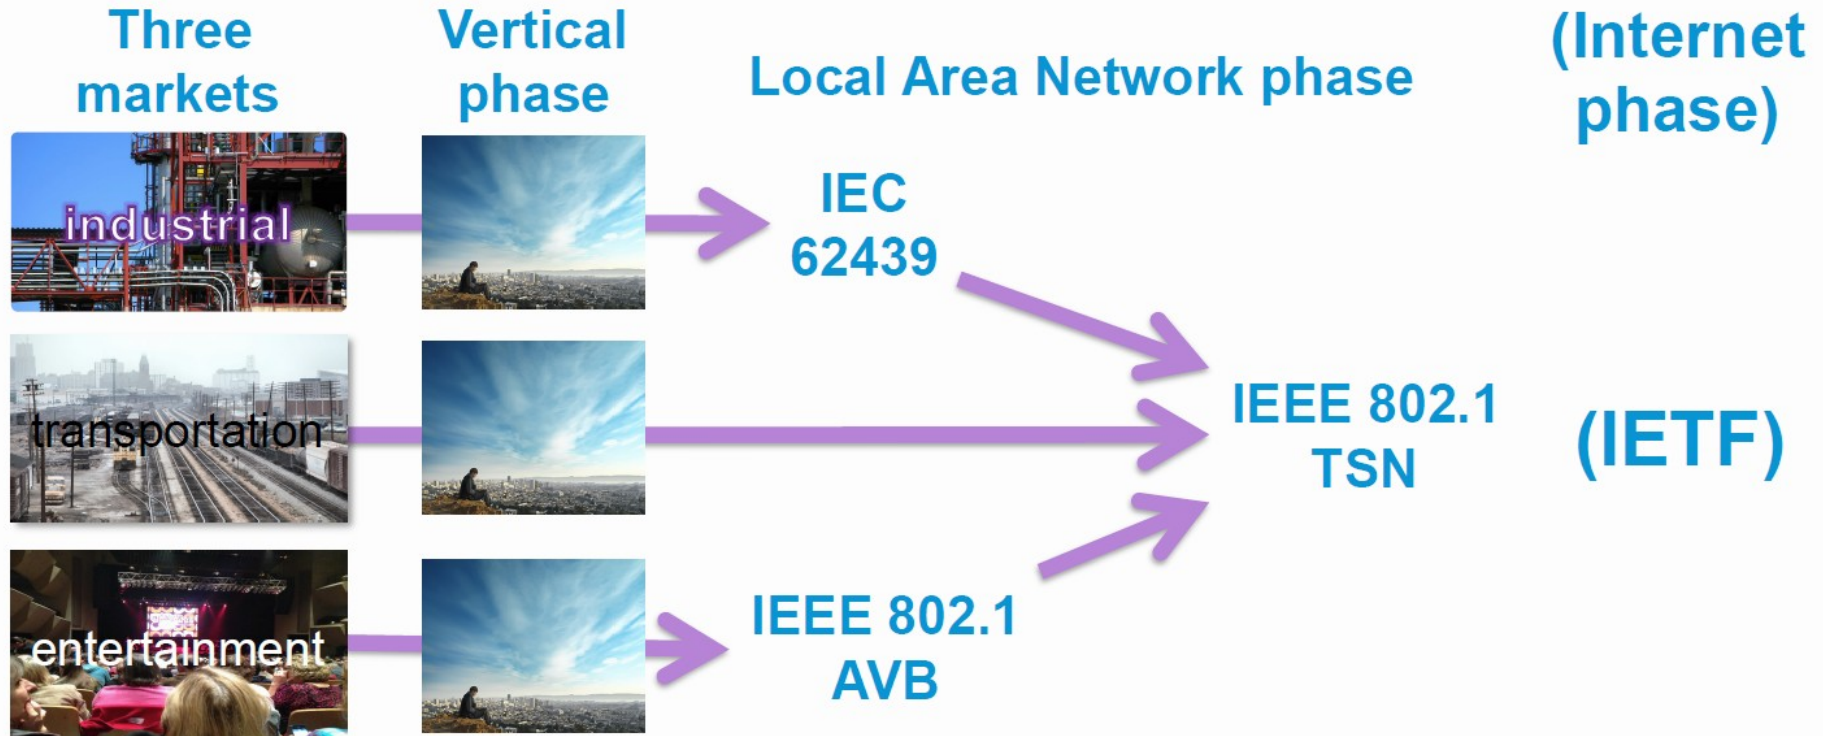 Three
markets
Vertical
phase
Local Area Network phase
(Internet
phase)
industrial
IEC
62439
transportation
IEEE 802.1
TSN
(IETF)
entertainment
IEEE 802.1
AVB